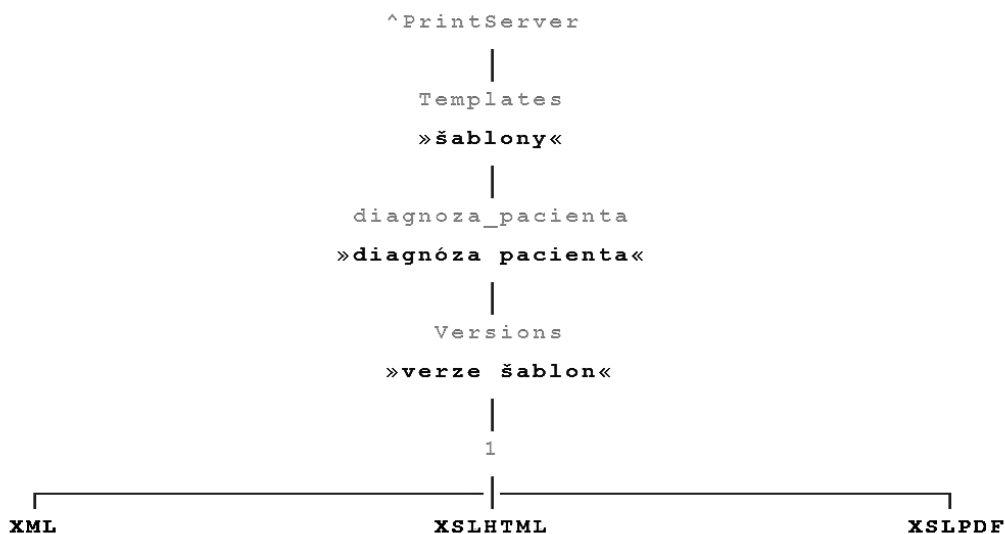 ^PrintServer
Templates
»šablony«
diagnoza_pacienta
»diagnóza pacienta«
Versions
»verze šablon«
1
XML XSLHTML XSLPDF